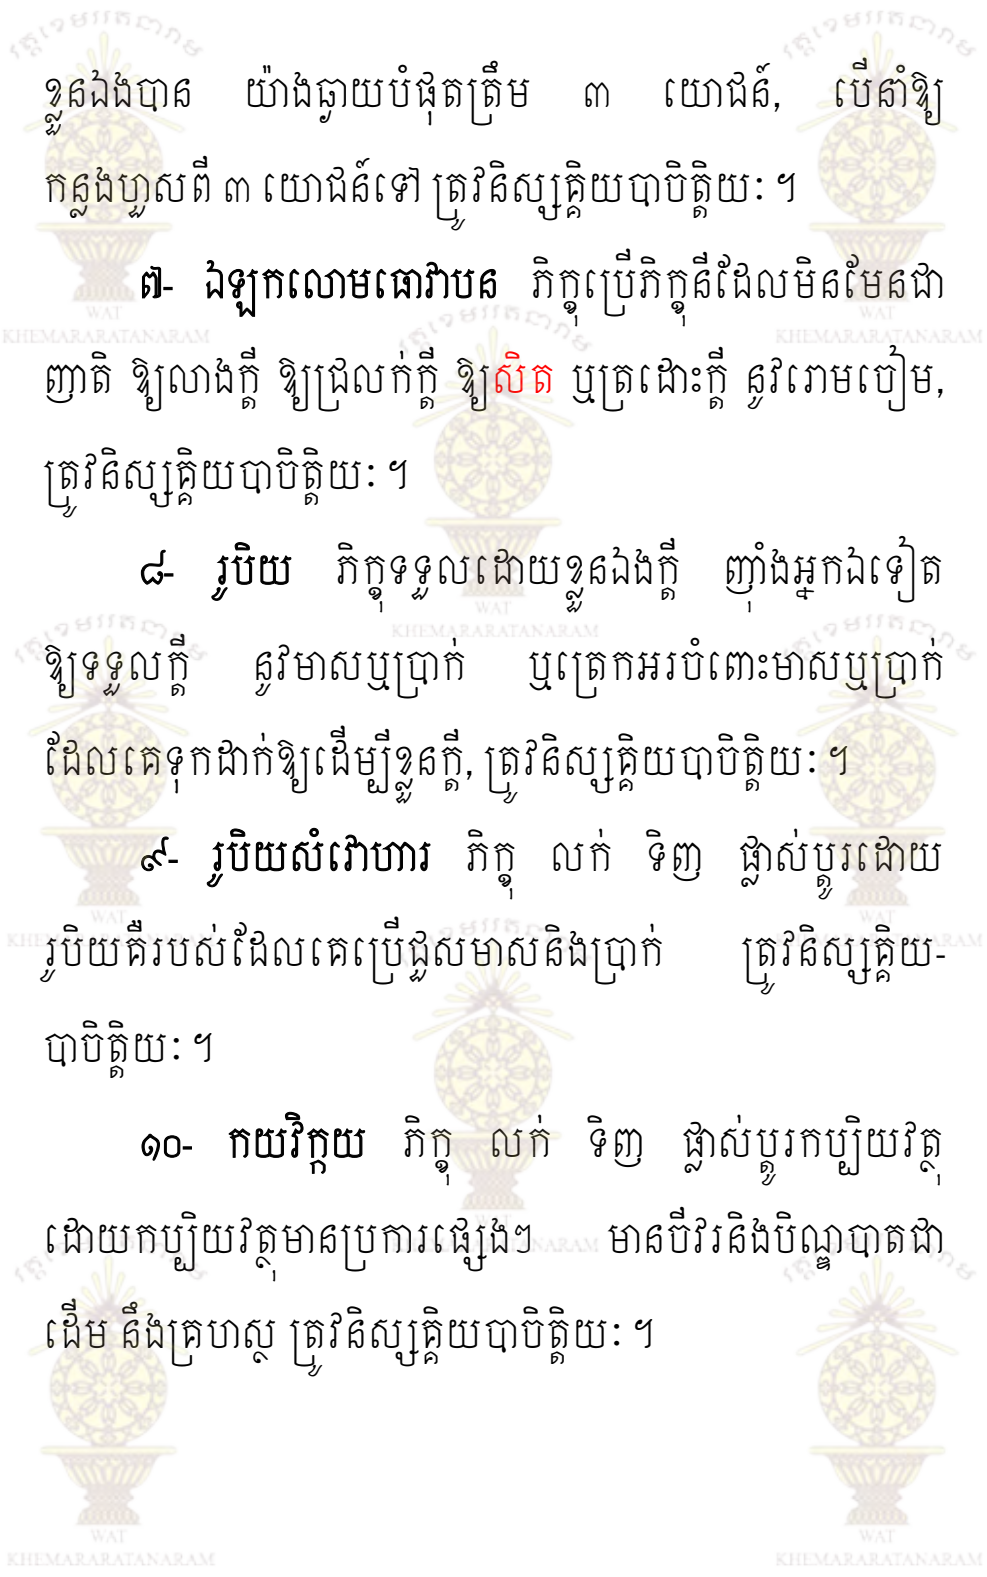 ខ្លួនឯងបាន យ៉ាងឆ្ងាយបំផុតត្រឹម ៣ យោជន៍, បើនាំឱ្យ
កន្លងហួសពី ៣ យោជន៍ទៅ ត្រូវនិស្សគ្គិយបាចិត្តិយៈ ។
៧- ឯឡកលោមធោវាបន ភិក្ខុប្រើភិក្ខុនីដែលមិនមែនជា
ញាតិ ឱ្យលាងក្តី ឱ្យជ្រលក់ក្តី ឱ្យសិត ឬត្រដោះក្តី នូវរោមចៀម,
ត្រូវនិស្សគ្គិយបាចិត្តិយៈ ។
៨- រូបិយ ភិក្ខុទទួលដោយខ្លួនឯងក្តី ញ៉ាំងអ្នកឯទៀត
ឱ្យទទួលក្តី នូវមាសឬប្រាក់ ឬត្រេកអរចំពោះមាសឬប្រាក់
ដែលគេទុកដាក់ឱ្យដើម្បីខ្លួនក្តី, ត្រូវនិស្សគ្គិយបាចិត្តិយៈ ។
៩- រូបិយសំវោហារ ភិក្ខុ លក់ ទិញ ផ្លាស់ប្តូរដោយ
រូបិយគឺរបស់ដែលគេប្រើជួសមាសនិងប្រាក់ ត្រូវនិស្សគ្គិយ-
បាចិត្តិយៈ ។
១០- កយវិក្កយ ភិក្ខុ លក់ ទិញ ផ្លាស់ប្តូរកប្បិយវត្ថុ
ដោយកប្បិយវត្ថុមានប្រការផ្សេងៗ មានចីវរនិងបិណ្ឌបាតជា
ដើម នឹងគ្រហស្ថ ត្រូវនិស្សគ្គិយបាចិត្តិយៈ ។
WAT
KHEMARARATANARAM